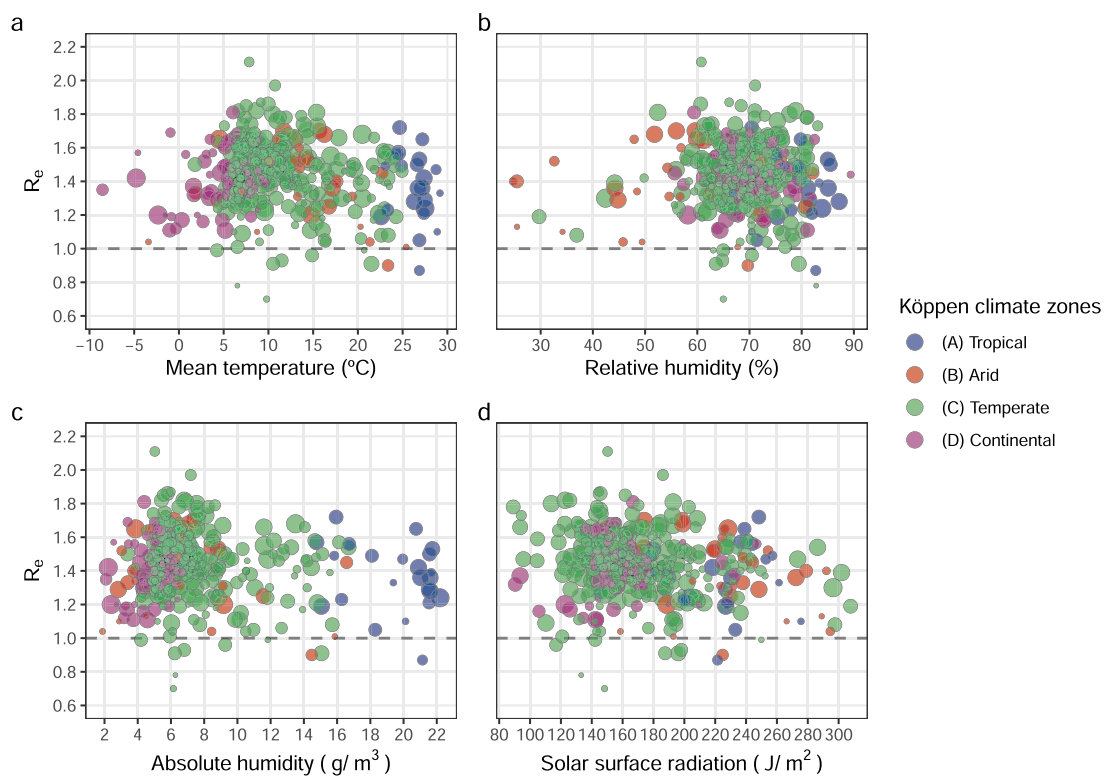 a
b
2.2
2.0
1.8
1.6
1.4
1.2
1.0
0.8
0.6
Re
−10 −5 0 5 10 15 20 25 30
Mean temperature (ºC)
30 40 50 60 70 80 90
Relative humidity (%)
Köppen climate zones
(A) Tropical
(B) Arid
(C) Temperate
(D) Continental
c
d
2.2
2.0
1.8
1.6
1.4
1.2
1.0
0.8
0.6
Re
2 4 6 8 10 12 14 16 18 20 22
Absolute humidity ( g/ m³ )
80 100 120 140 160 180 200 220 240 260 280 300
Solar surface radiation ( J/ m² )